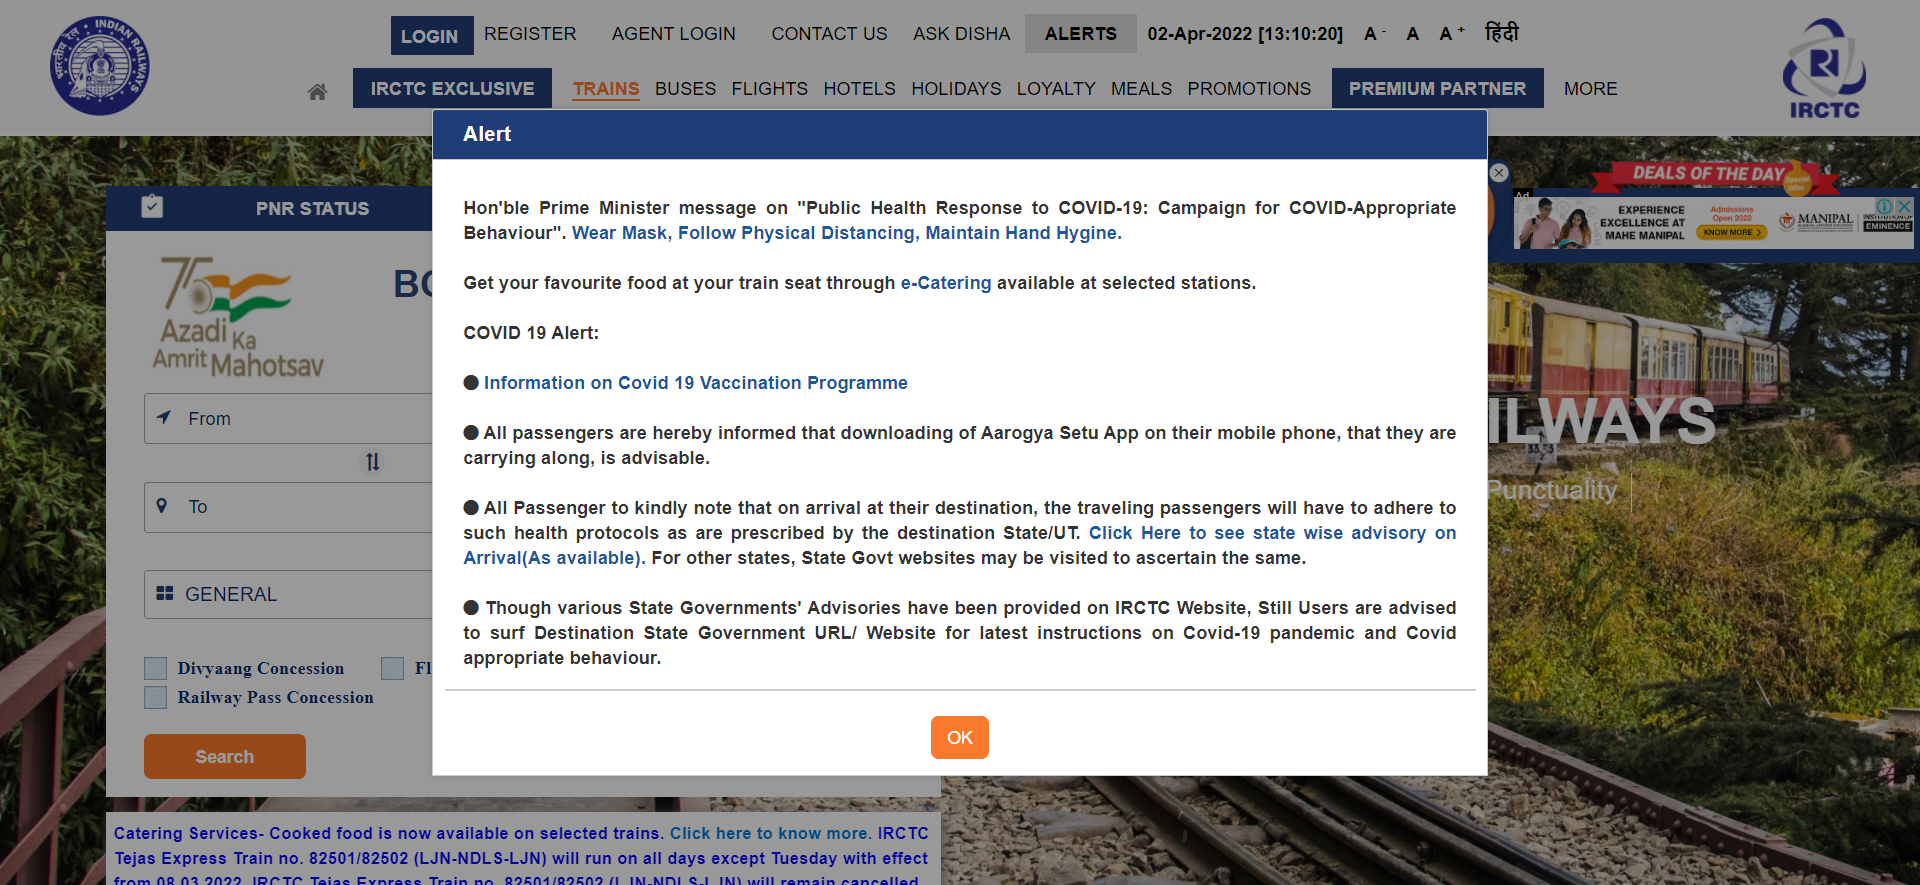 LOGIN REGISTER AGENT LOGIN CONTACT US ASK DISHA ALERTS 02-Apr-2022 [13:10:20] A - A A + हिंदी
IRCTC EXCLUSIVE TRAINS BUSES FLIGHTS HOTELS HOLIDAYS LOYALTY MEALS PROMOTIONS PREMIUM PARTNER MORE
INDIAN RAILWAYS
भारतीय रेल
IRCTC
Alert
Hon'ble Prime Minister message on "Public Health Response to COVID-19: Campaign for COVID-Appropriate
Behaviour". Wear Mask, Follow Physical Distancing, Maintain Hand Hygine.
Get your favourite food at your train seat through e-Catering available at selected stations.
COVID 19 Alert:
● Information on Covid 19 Vaccination Programme
● All passengers are hereby informed that downloading of Aarogya Setu App on their mobile phone, that they are
carrying along, is advisable.
● All Passenger to kindly note that on arrival at their destination, the traveling passengers will have to adhere to
such health protocols as are prescribed by the destination State/UT. Click Here to see state wise advisory on
Arrival(As available). For other states, State Govt websites may be visited to ascertain the same.
● Though various State Governments' Advisories have been provided on IRCTC Website, Still Users are advised
to surf Destination State Government URL/ Website for latest instructions on Covid-19 pandemic and Covid
appropriate behaviour.
OK
PNR STATUS
75
Azadi Ka
Amrit Mahotsav
From
To
GENERAL
Divyaang Concession
Railway Pass Concession
Search
Catering Services- Cooked food is now available on selected trains. Click here to know more. IRCTC
Tejas Express Train no. 82501/82502 (LJN-NDLS-LJN) will run on all days except Tuesday with effect
from 08.03.2022. IRCTC Tejas Express Train no. 82501/82502 (LJN-NDLS-LJN) will remain cancelled
DEALS OF THE DAY
Special Offer
Ad
EXPERIENCE
EXCELLENCE AT
MAHE MANIPAL
Admissions
Open 2022
KNOW MORE >
MANIPAL
INSTITUTION OF
EMINENCE
ILWAYS
Punctuality